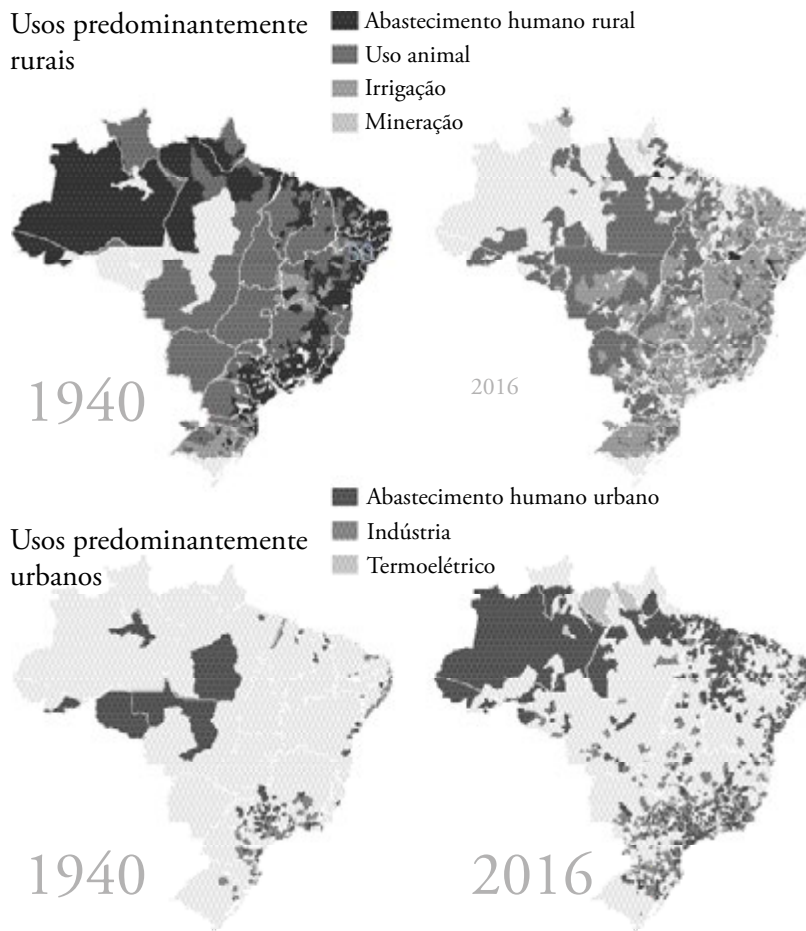 Usos predominantemente
rurais
Abastecimento humano rural
Uso animal
Irrigação
Mineração
1940
2016
Usos predominantemente
urbanos
Abastecimento humano urbano
Indústria
Termoelétrico
1940
2016